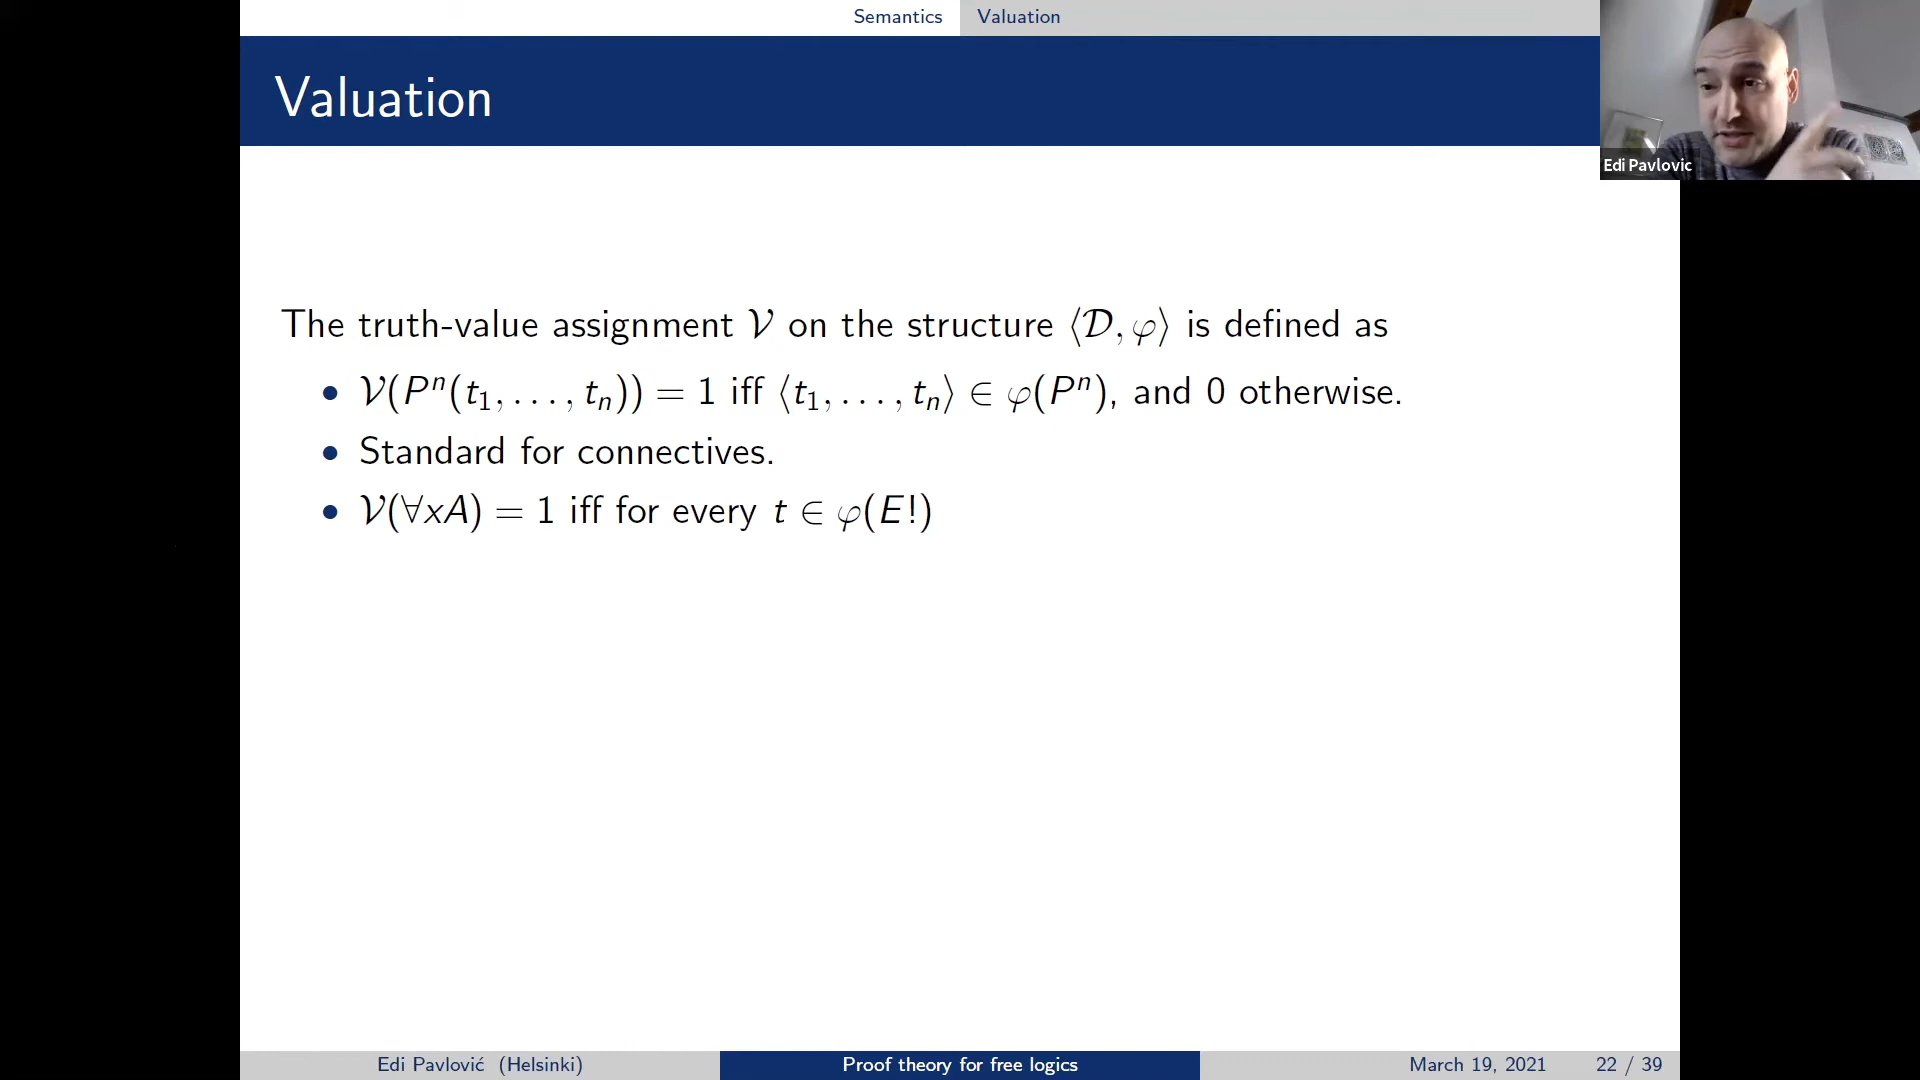 Semantics Valuation
Valuation
Edi Pavlovic
The truth-value assignment 𝒱 on the structure ⟨𝒟, φ⟩ is defined as
• 𝒱(Pⁿ(t₁, . . . , tₙ)) = 1 iff ⟨t₁, . . . , tₙ⟩ ∈ φ(Pⁿ), and 0 otherwise.
• Standard for connectives.
• 𝒱(∀xA) = 1 iff for every t ∈ φ(E!)
Edi Pavlović (Helsinki) Proof theory for free logics March 19, 2021 22 / 39